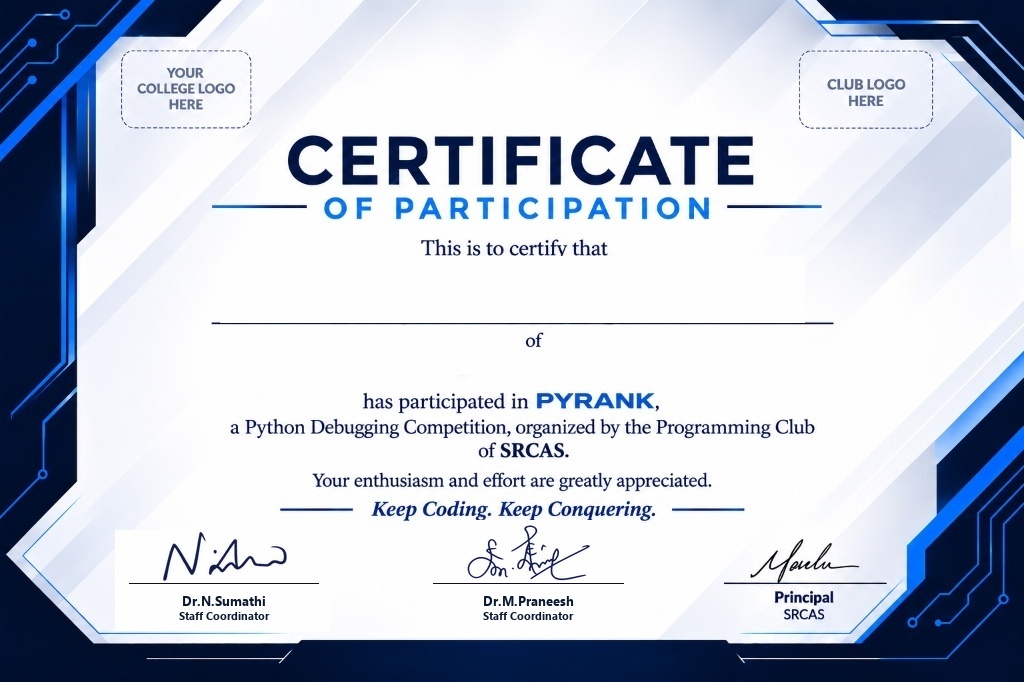 YOUR
COLLEGE LOGO
HERE
CLUB LOGO
HERE
CERTIFICATE
OF PARTICIPATION
This is to certify that
of
has participated in PYRANK,
a Python Debugging Competition, organized by the Programming Club
of SRCAS.
Your enthusiasm and effort are greatly appreciated.
Keep Coding. Keep Conquering.
Dr.N.Sumathi
Staff Coordinator
Dr.M.Praneesh
Staff Coordinator
Principal
SRCAS